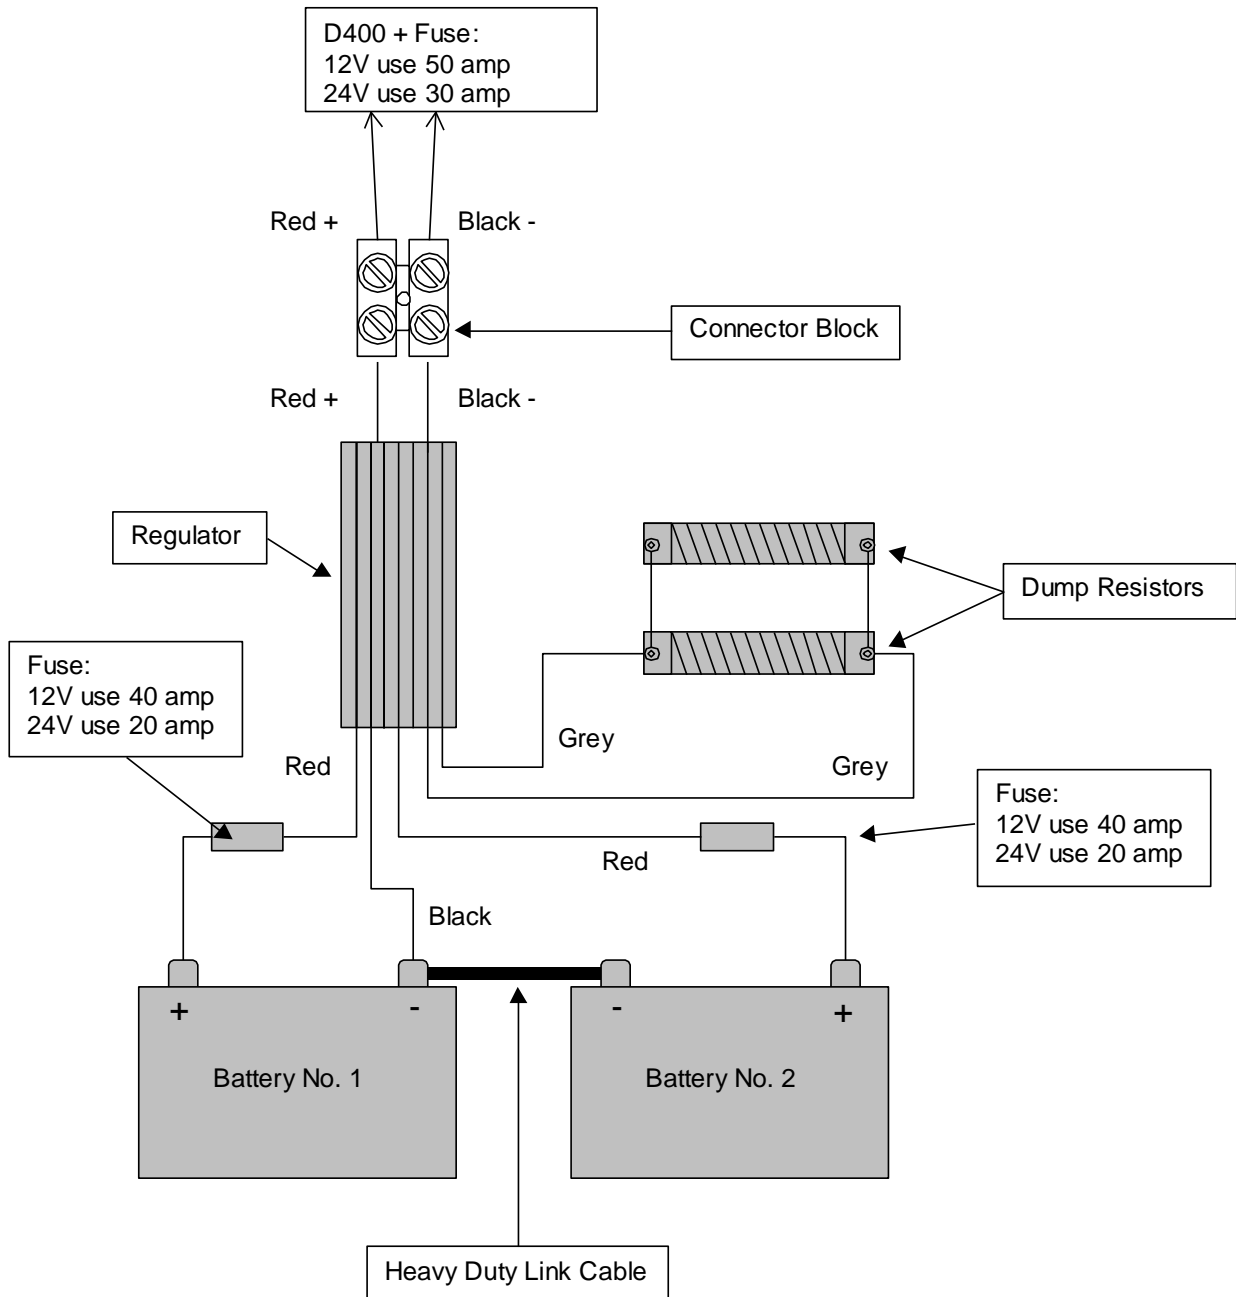 D400 + Fuse:
12V use 50 amp
24V use 30 amp
Red +
Black -
Connector Block
Red +
Black -
Regulator
Dump Resistors
Fuse:
12V use 40 amp
24V use 20 amp
Grey
Red
Grey
Fuse:
12V use 40 amp
24V use 20 amp
Red
Black
+
-
-
+
Battery No. 1
Battery No. 2
Heavy Duty Link Cable